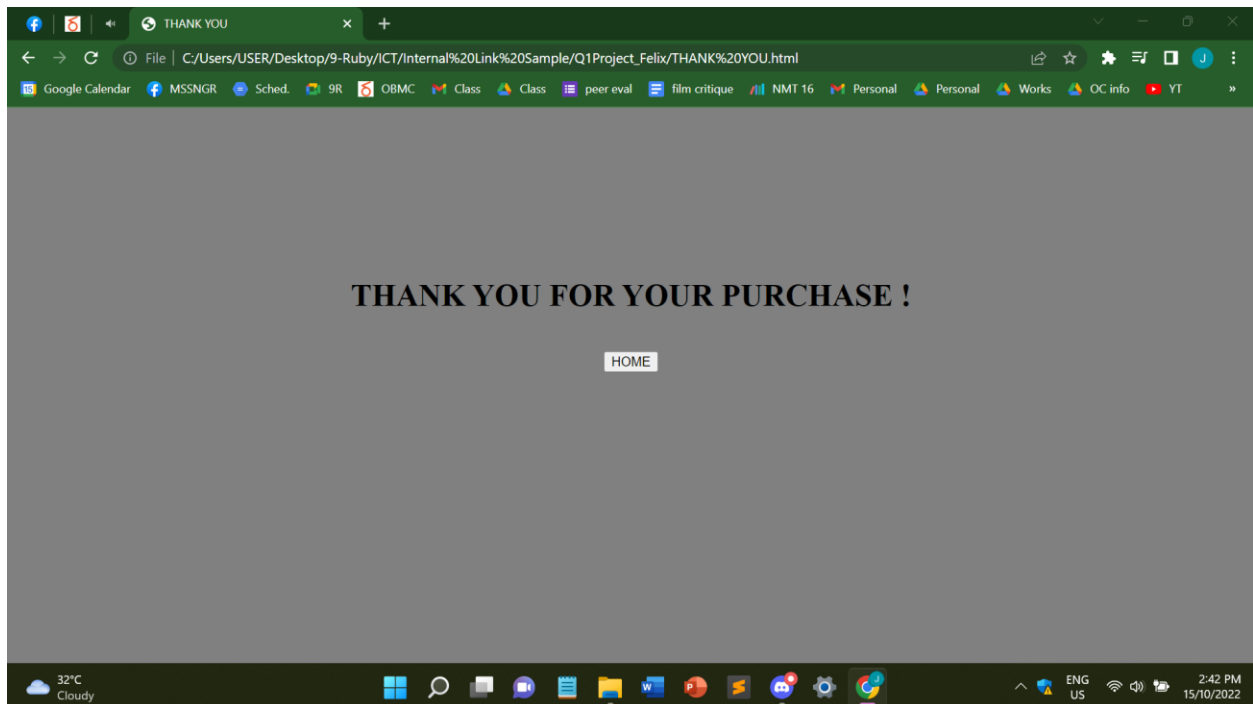 THANK YOU
File C:/Users/USER/Desktop/9-Ruby/ICT/Internal%20Link%20Sample/Q1Project_Felix/THANK%20YOU.html J
15 Google Calendar MSSNGR Sched. 9R OBMC Class Class peer eval film critique NMT 16 Personal Personal Works OC info YT »
THANK YOU FOR YOUR PURCHASE !
HOME
32°C
Cloudy
ENG
US
2:42 PM
15/10/2022